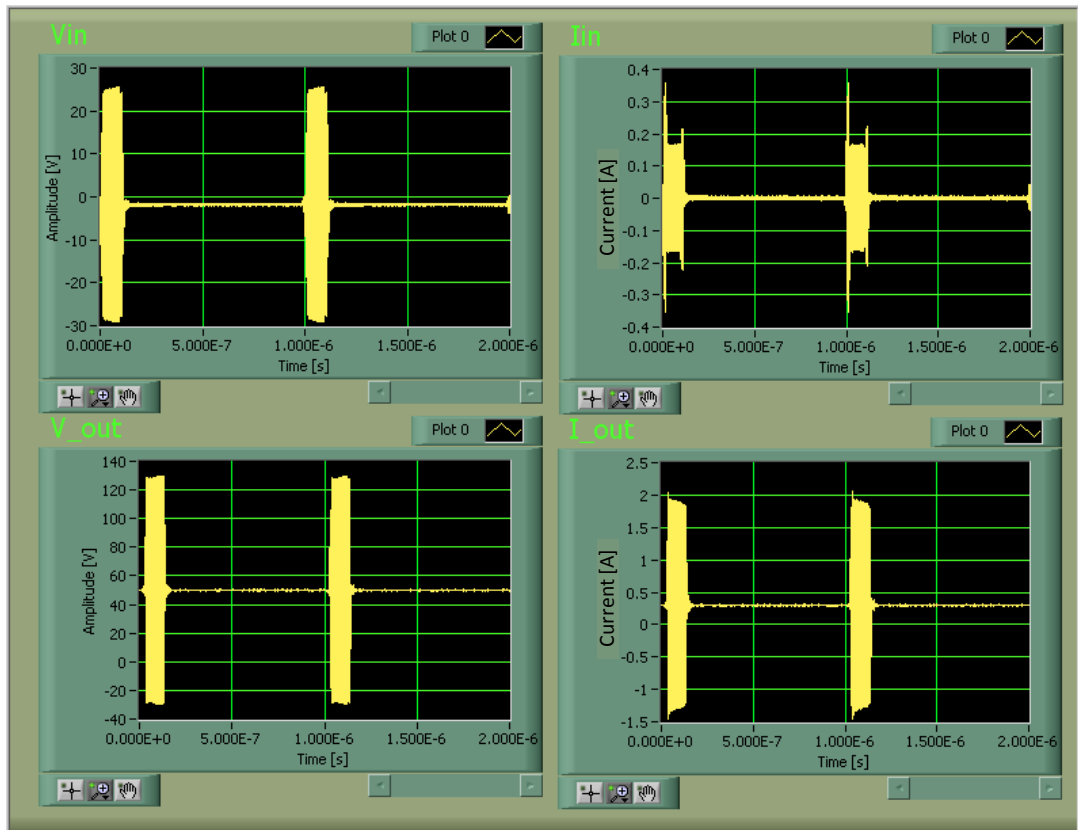 Vin
Plot 0
30
20
10
0
-10
-20
-30
Amplitude [V]
0.000E+0 5.000E-7 1.000E-6 1.500E-6 2.000E-6
Time [s]
Iin
Plot 0
0.4
0.3
0.2
0.1
0
-0.1
-0.2
-0.3
-0.4
Current [A]
0.000E+0 5.000E-7 1.000E-6 1.500E-6 2.000E-6
Time [s]
V_out
Plot 0
140
120
100
80
60
40
20
0
-20
-40
Amplitude [V]
0.000E+0 5.000E-7 1.000E-6 1.500E-6 2.000E-6
Time [s]
I_out
Plot 0
2.5
2
1.5
1
0.5
0
-0.5
-1
-1.5
Current [A]
0.000E+0 5.000E-7 1.000E-6 1.500E-6 2.000E-6
Time [s]